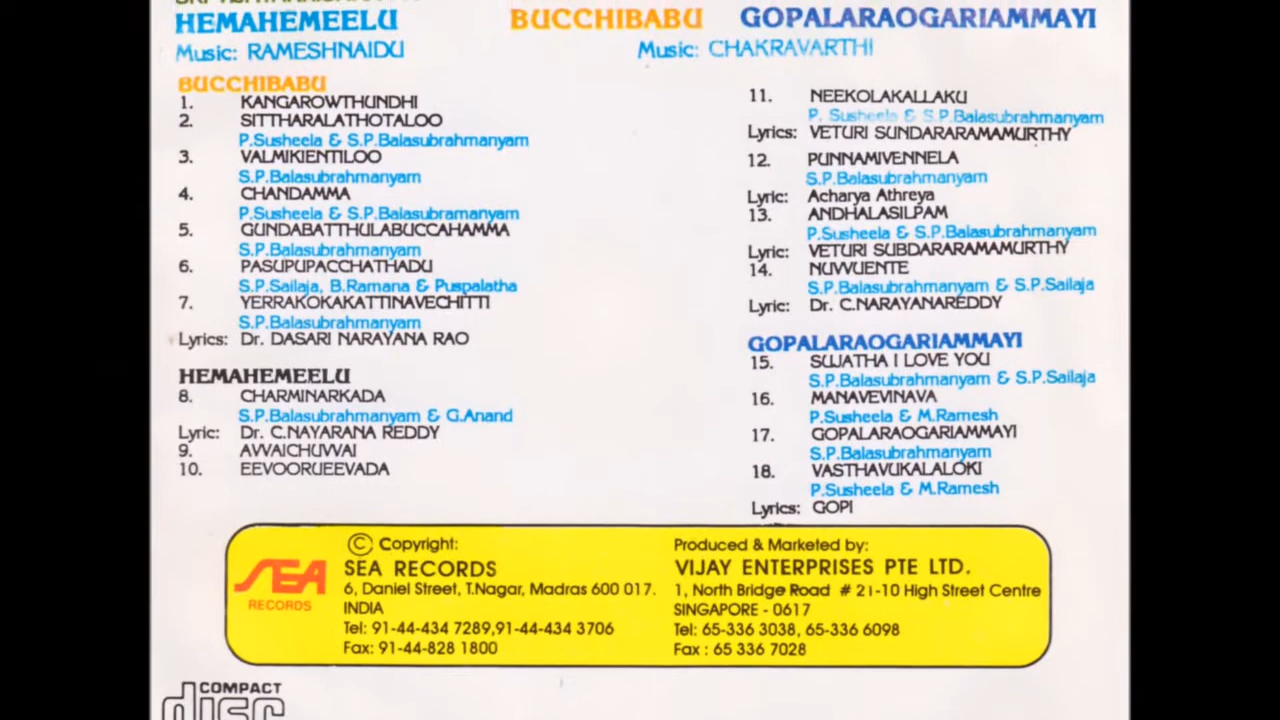 HEMAHEMEELU
BUCCHIBABU
GOPALARAOGARIAMMAYI
Music: RAMESHNAIDU
Music: CHAKRAVARTHI
BUCCHIBABU
1. KANGAROWTHUNDHI
2. SITTHARALATHOTALOO
P.Susheela & S.P.Balasubrahmanyam
3. VALMIKIENTILOO
S.P.Balasubrahmanyam
4. CHANDAMMA
P.Susheela & S.P.Balasubramanyam
5. GUNDABATTHULABUCCAHAMMA
S.P.Balasubrahmanyam
6. PASUPUPACCHATHADU
S.P.Sailaja, B.Ramana & Puspalatha
7. YERRAKOKAKATTINAVECHITTI
S.P.Balasubrahmanyam
Lyrics: Dr. DASARI NARAYANA RAO
HEMAHEMEELU
8. CHARMINARKADA
S.P.Balasubrahmanyam & G.Anand
Lyric: Dr. C.NAYARANA REDDY
9. AVVAICHUVVAI
10. EEVOORIJEEVADA
11. NEEKOLAKALLAKU
P. Susheela & S.P.Balasubrahmanyam
Lyrics: VETURI SUNDARARAMAMURTHY
12. PUNNAMIVENNELA
S.P.Balasubrahmanyam
Lyric: Acharya Athreya
13. ANDHALASILPAM
P.Susheela & S.P.Balasubrahmanyam
Lyric: VETURI SUBDARARAMAMURTHY
14. NUVVUENTE
S.P.Balasubrahmanyam & S.P.Sailaja
Lyric: Dr. C.NARAYANAREDDY
GOPALARAOGARIAMMAYI
15. SUJATHA I LOVE YOU
S.P.Balasubrahmanyam & S.P.Sailaja
16. MANAVEVINAVA
P.Susheela & M.Ramesh
17. GOPALARAOGARIAMMAYI
S.P.Balasubrahmanyam
18. VASTHAVUKALALOKI
P.Susheela & M.Ramesh
Lyrics: GOPI
SEA
RECORDS
© Copyright:
SEA RECORDS
6, Daniel Street, T.Nagar, Madras 600 017.
INDIA
Tel: 91-44-434 7289,91-44-434 3706
Fax: 91-44-828 1800
Produced & Marketed by:
VIJAY ENTERPRISES PTE LTD.
1, North Bridge Road # 21-10 High Street Centre
SINGAPORE - 0617
Tel: 65-336 3038, 65-336 6098
Fax : 65 336 7028
COMPACT
disc